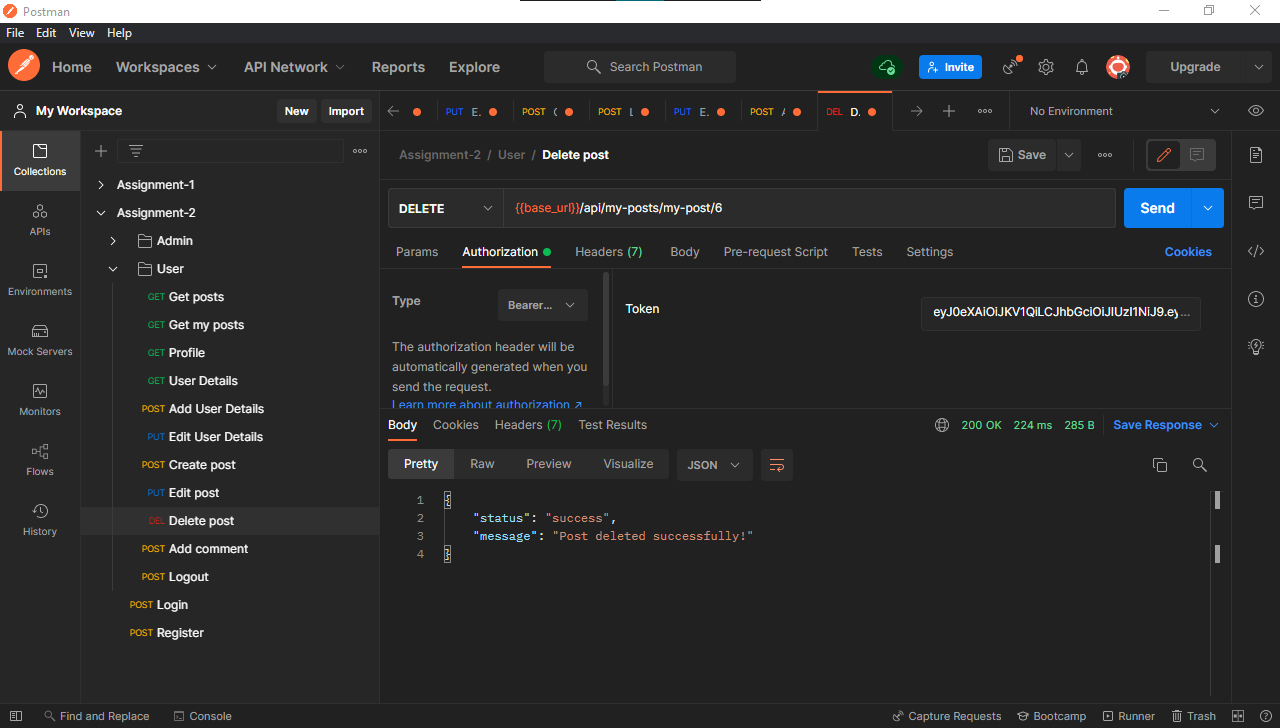 Postman
File Edit View Help
Home Workspaces API Network Reports Explore Search Postman Invite Upgrade
My Workspace New Import
PUT E. POST POST PUT E. POST DEL D. No Environment
Collections
APIs
Environments
Mock Servers
Monitors
Flows
History
Assignment-1
Assignment-2
Admin
User
GET Get posts
GET Get my posts
GET Profile
GET User Details
POST Add User Details
PUT Edit User Details
POST Create post
PUT Edit post
DEL Delete post
POST Add comment
POST Logout
POST Login
POST Register
Assignment-2 / User / Delete post Save
DELETE {{base_url}}/api/my-posts/my-post/6 Send
Params Authorization Headers (7) Body Pre-request Script Tests Settings Cookies
Type Bearer...
The authorization header will be
automatically generated when you
send the request.
Learn more about authorization ↗
Token eyJ0eXAiOiJKV1QiLCJhbGciOiJIUzI1NiJ9.ey...
Body Cookies Headers (7) Test Results 200 OK 224 ms 285 B Save Response
Pretty Raw Preview Visualize JSON
1 {
2 "status": "success",
3 "message": "Post deleted successfully!"
4 }
Find and Replace Console Capture Requests Bootcamp Runner Trash